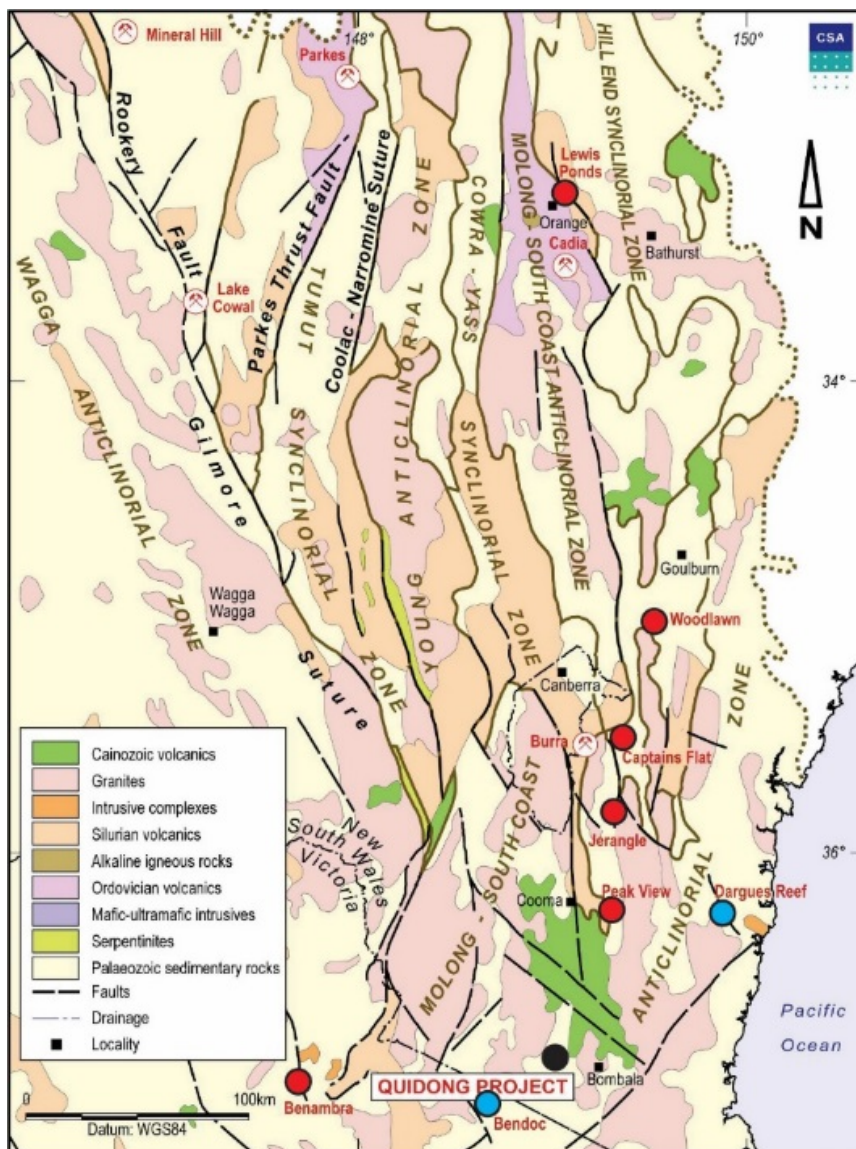 Mineral Hill
148°
150°
CSA
Parkes
Rookery
Fault
HILL END SYNCLINORIAL ZONE
MOLONG - SOUTH COAST ANTICLINORIAL ZONE
Lewis
Ponds
Orange
Cadia
Bathurst
N
Lake
Cowal
Parkes Thrust Fault
Coolac - Narromine Suture
TUMUT
SYNCLINORIAL
ZONE
YOUNG
ANTICLINORIAL
ZONE
COWRA - YASS
SYNCLINORIAL
ZONE
WAGGA
ANTICLINORIAL
ZONE
34°
Gilmore
Suture
Wagga
Wagga
Goulburn
Woodlawn
Canberra
Burra
Captains Flat
Jerangle
36°
Cooma
Peak View
Dargues Reef
MOLONG - SOUTH COAST
ANTICLINORIAL
ZONE
New
South Wales
Victoria
Pacific
Ocean
Cainozoic volcanics
Granites
Intrusive complexes
Silurian volcanics
Alkaline igneous rocks
Ordovician volcanics
Mafic-ultramafic intrusives
Serpentinites
Palaeozoic sedimentary rocks
Faults
Drainage
Locality
0
100km
Datum: WGS84
Benambra
QUIDONG PROJECT
Bombala
Bendoc